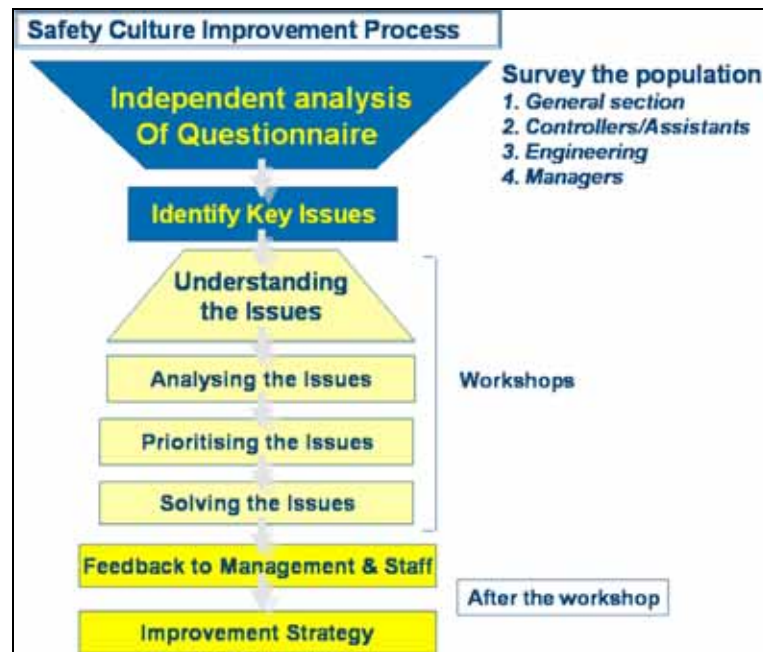 Safety Culture Improvement Process
Independent analysis
Of Questionnaire
Survey the population
1. General section
2. Controllers/Assistants
3. Engineering
4. Managers
Identify Key Issues
Understanding
the Issues
Analysing the Issues
Workshops
Prioritising the Issues
Solving the Issues
Feedback to Management & Staff
After the workshop
Improvement Strategy